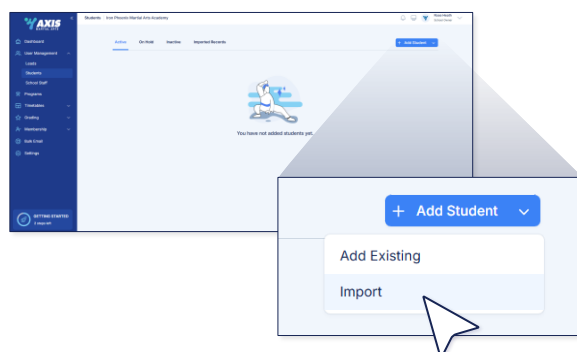 AXIS
MARTIAL ARTS
Students
Iron Phoenix Martial Arts Academy
Dashboard
User Management
Leads
Students
School Staff
Programs
Timetables
Grading
Membership
Bulk Email
Settings
GETTING STARTED
Active
On Hold
Inactive
Imported Records
+ Add Student
You have not added students yet.
+ Add Student
Add Existing
Import